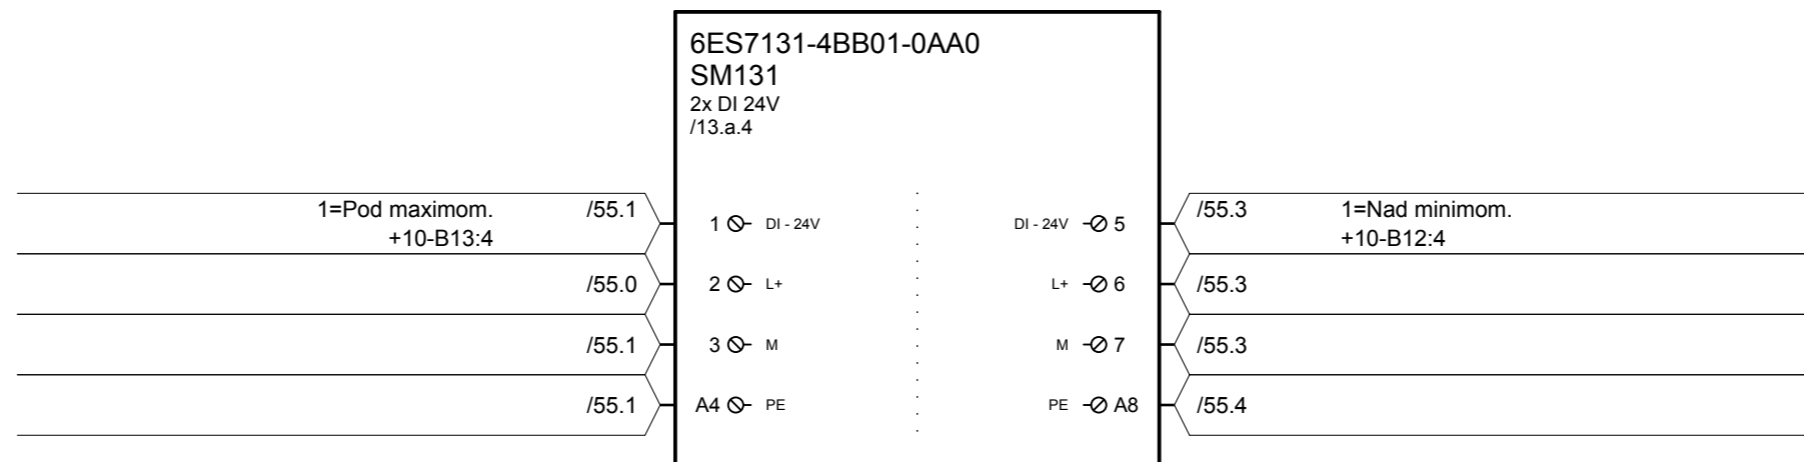 6ES7131-4BB01-0AA0
SM131
2x DI 24V
/13.a.4
1=Pod maximom. /55.1 1 DI - 24V DI - 24V 5 /55.3 1=Nad minimom.
+10-B13:4 +10-B12:4
/55.0 2 L+ L+ 6 /55.3
/55.1 3 M M 7 /55.3
/55.1 A4 PE PE A8 /55.4